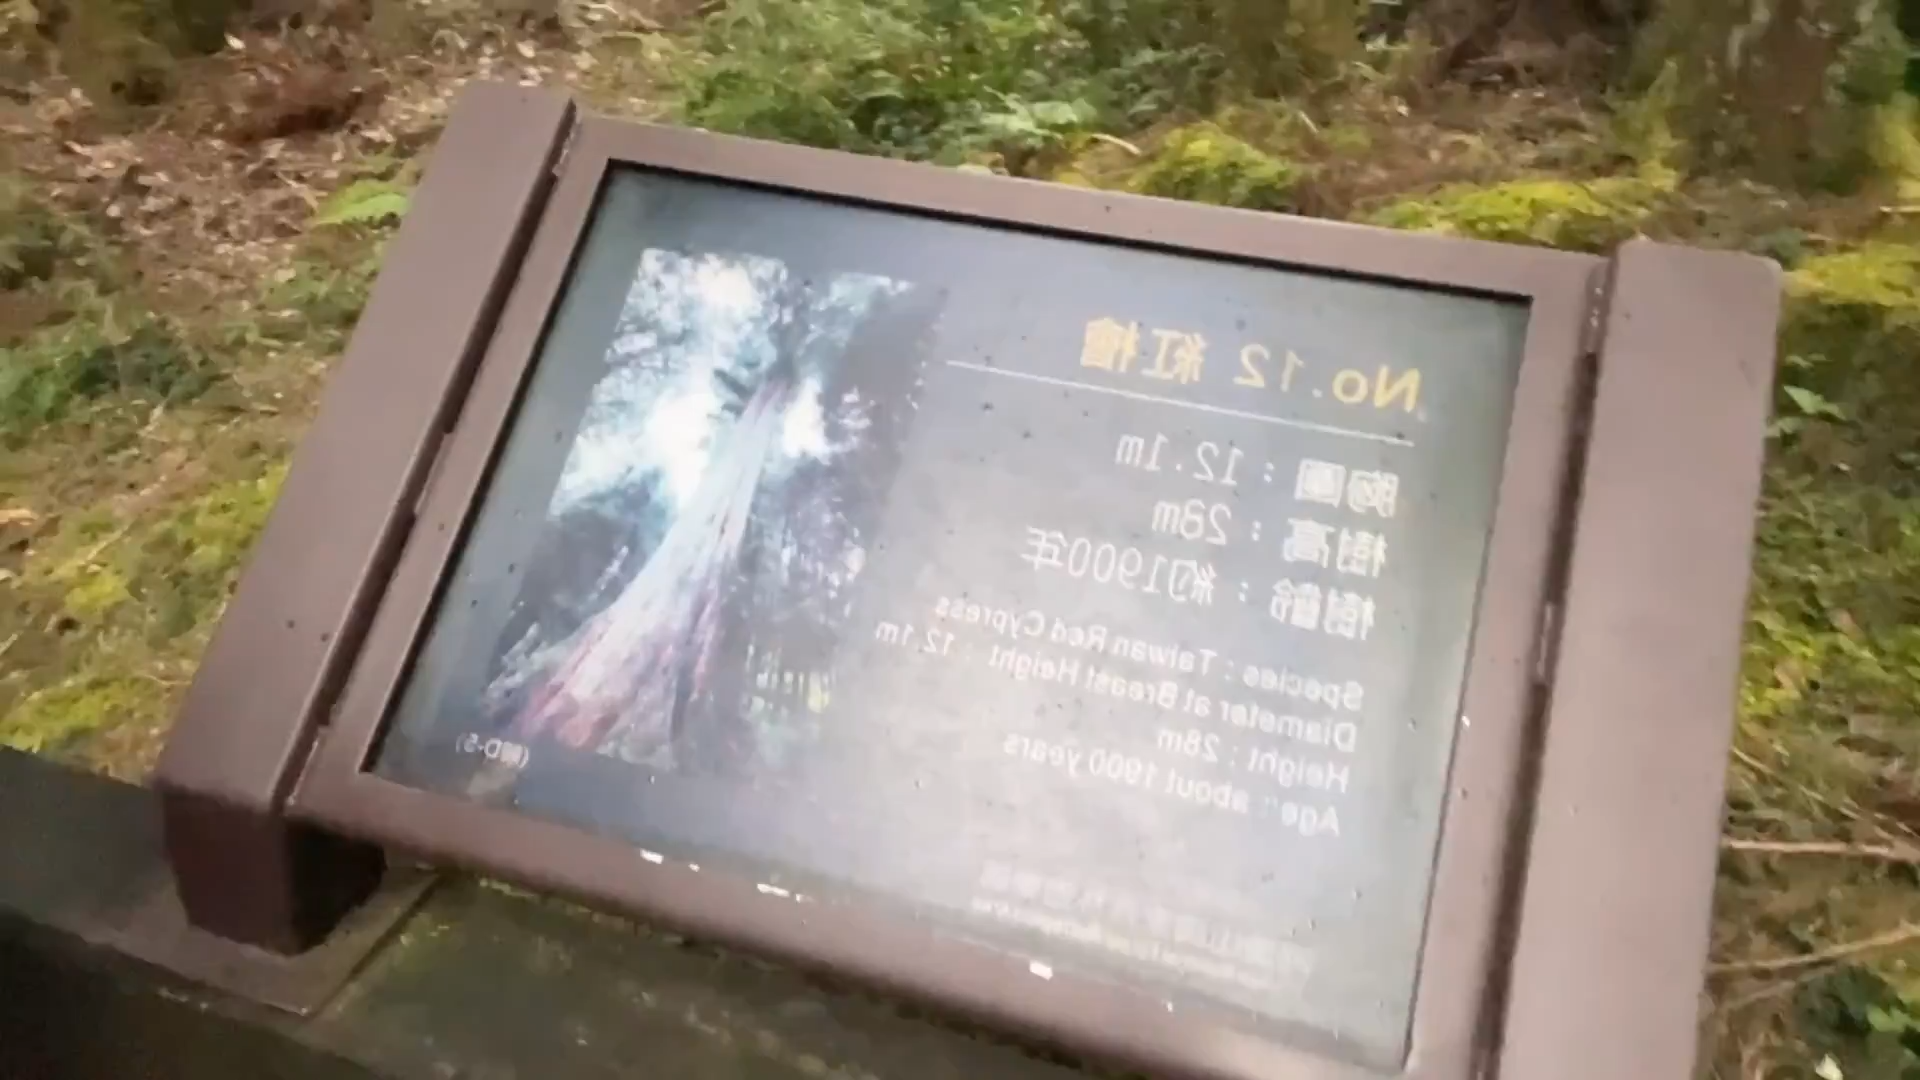 No.12 紅檜
胸圍：12.1m
樹高：28m
樹齡：約1900年
Species : Taiwan Red Cypress
Diameter at Breast Height : 12.1m
Height : 28m
Age : about 1900 years